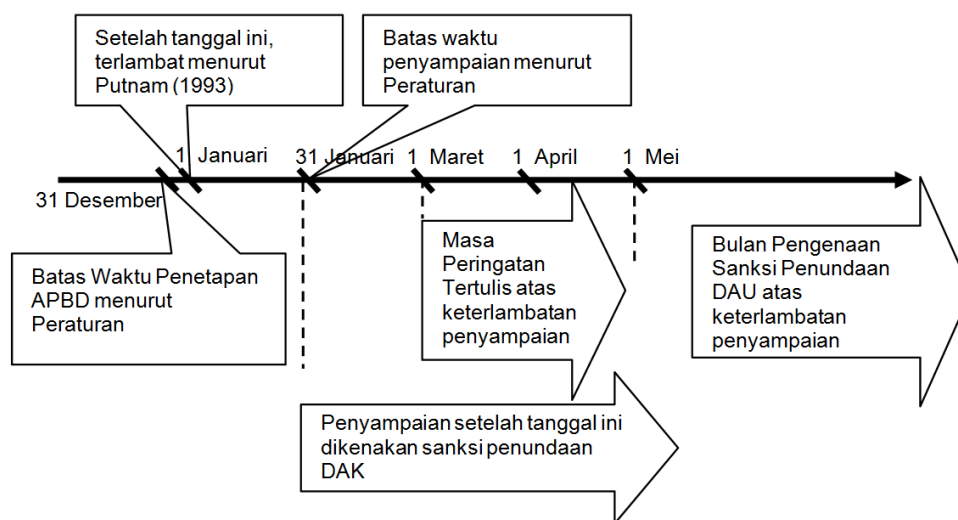 Setelah tanggal ini,
terlambat menurut
Putnam (1993)
Batas waktu
penyampaian menurut
Peraturan
1 Januari
31 Januari
1 Maret
1 April
1 Mei
31 Desember
Batas Waktu Penetapan
APBD menurut
Peraturan
Masa
Peringatan
Tertulis atas
keterlambatan
penyampaian
Bulan Pengenaan
Sanksi Penundaan
DAU atas
keterlambatan
penyampaian
Penyampaian setelah tanggal ini
dikenakan sanksi penundaan
DAK